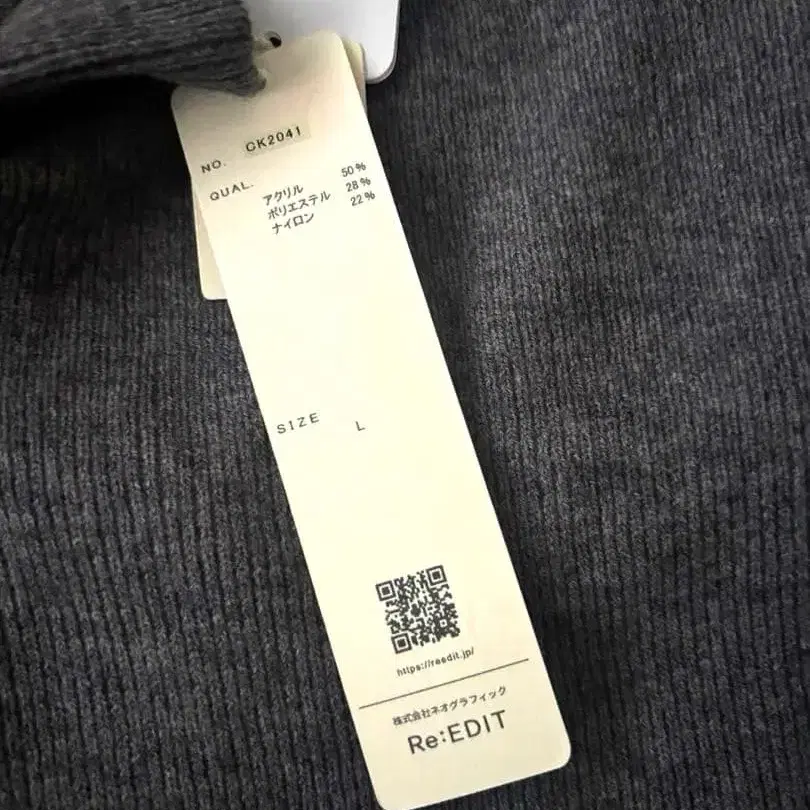 NO. CK2041
QUAL.
アクリル 50%
ポリエステル 28%
ナイロン 22%
SIZE L
https://reedit.jp/
株式会社ネオグラフィック
Re:EDIT